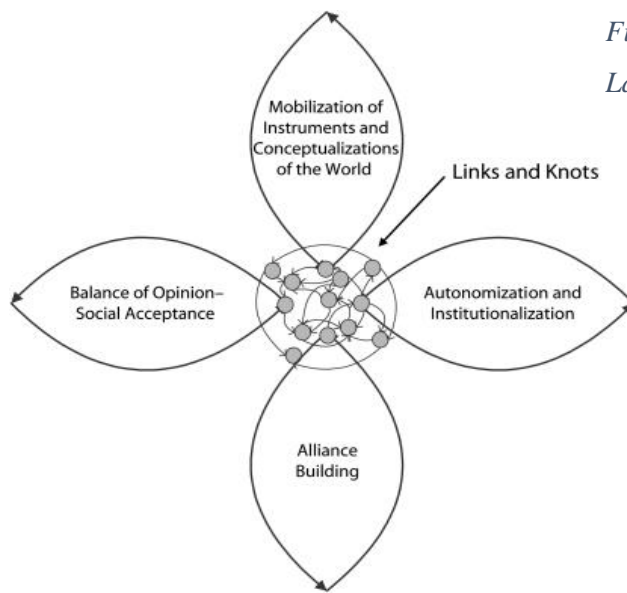 Mobilization of
Instruments and
Conceptualizations
of the World
Links and Knots
Balance of Opinion–
Social Acceptance
Autonomization and
Institutionalization
Alliance
Building